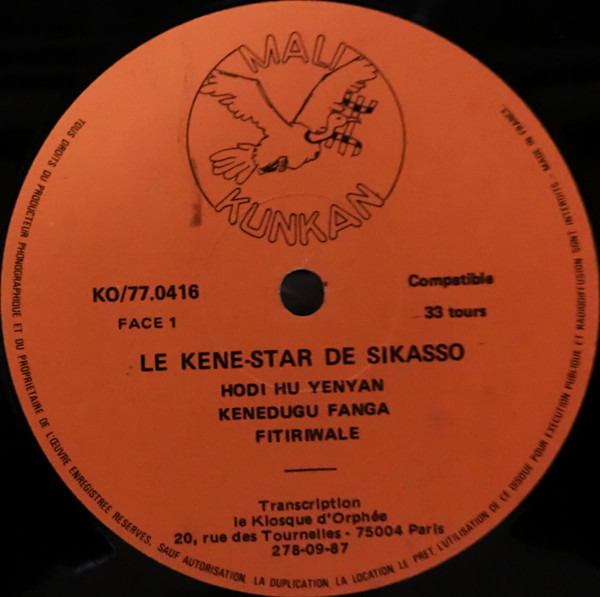 MALI
KUNKAN
KO/77.0416
FACE 1
Compatible
33 tours
LE KENE-STAR DE SIKASSO
HODI HU YENYAN
KENEDUGU FANGA
FITIRIWALE
Transcription
le Kiosque d'Orphée
20, rue des Tournelles - 75004 Paris
278-09-87
TOUS DROITS DU PRODUCTEUR PHONOGRAPHIQUE ET DU PROPRIETAIRE DE L'ŒUVRE ENREGISTREE RESERVES. SAUF AUTORISATION, LA DUPLICATION, LA LOCATION, LE PRET, L'UTILISATION DE CE DISQUE POUR EXECUTION PUBLIQUE ET RADIODIFFUSION SONT INTERDITS - MADE IN FRANCE.